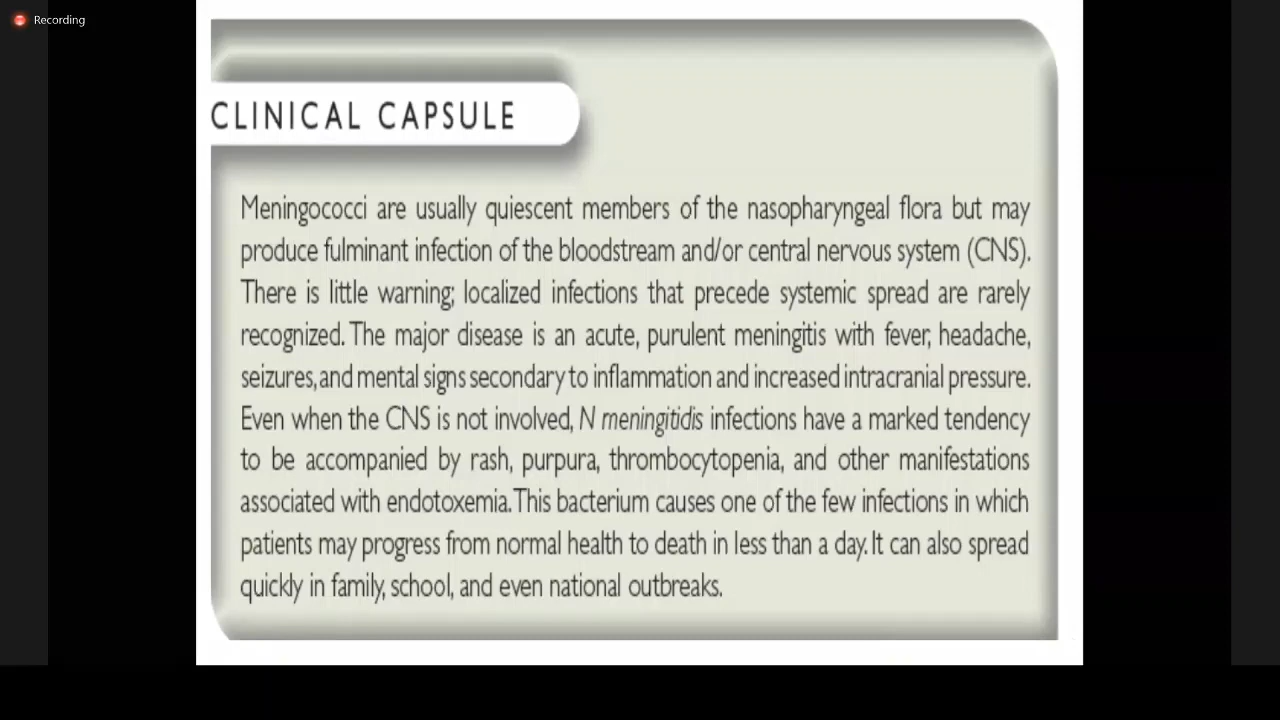 Recording
CLINICAL CAPSULE
Meningococci are usually quiescent members of the nasopharyngeal flora but may
produce fulminant infection of the bloodstream and/or central nervous system (CNS).
There is little warning; localized infections that precede systemic spread are rarely
recognized. The major disease is an acute, purulent meningitis with fever, headache,
seizures, and mental signs secondary to inflammation and increased intracranial pressure.
Even when the CNS is not involved, N meningitidis infections have a marked tendency
to be accompanied by rash, purpura, thrombocytopenia, and other manifestations
associated with endotoxemia. This bacterium causes one of the few infections in which
patients may progress from normal health to death in less than a day. It can also spread
quickly in family, school, and even national outbreaks.